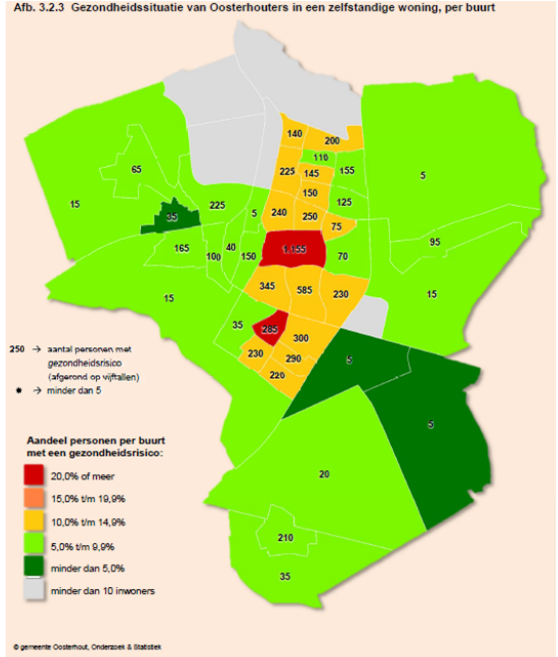 Afb. 3.2.3 Gezondheidssituatie van Oosterhouters in een zelfstandige woning, per buurt
140
200
110
225
145
155
65
5
150
15
225
125
35
5
240
250
75
165
40
95
100
150
1.155
70
345
585
230
15
15
35
285
300
230
290
220
5
250 → aantal personen met
gezondheidsrisico
(afgerond op vijftallen)
→ minder dan 5
5
Aandeel personen per buurt
met een gezondheidsrisico:
20,0% of meer
15,0% t/m 19,9%
10,0% t/m 14,9%
5,0% t/m 9,9%
minder dan 5,0%
minder dan 10 inwoners
20
210
35
© gemeente Oosterhout, Onderzoek & Statistiek